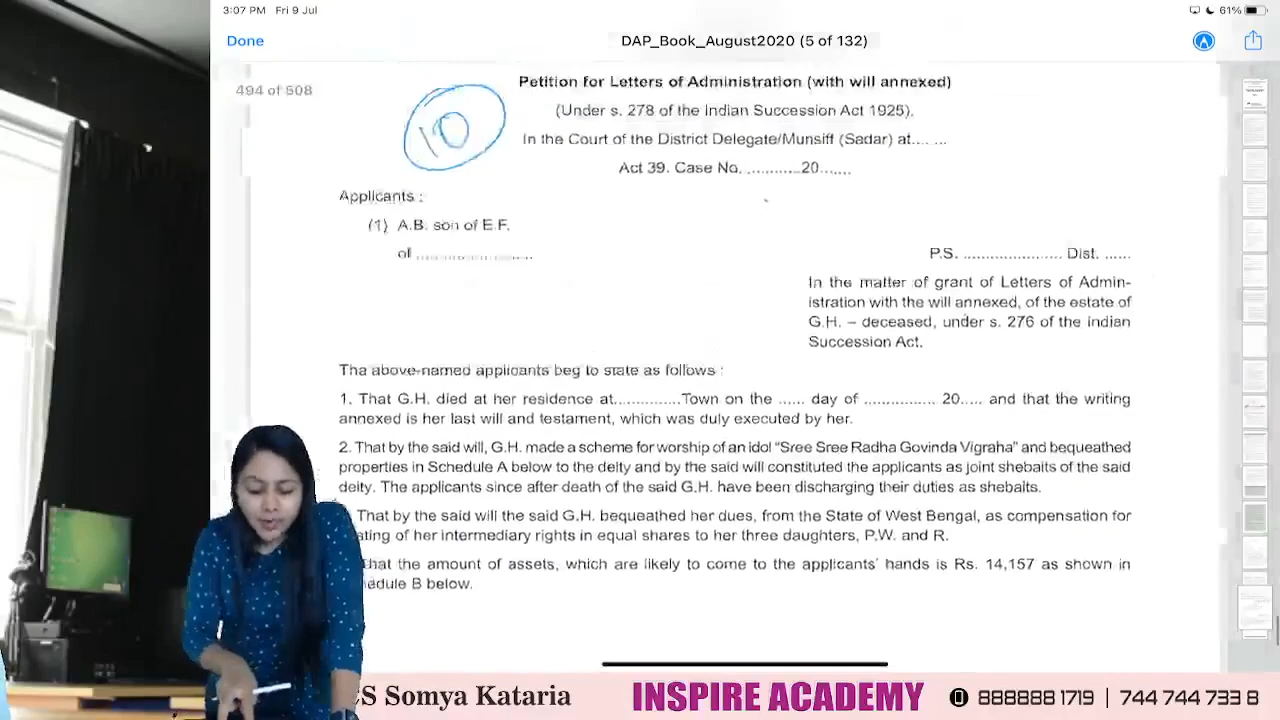 3:07 PM Fri 9 Jul
61%
Done
DAP_Book_August2020 (5 of 132)
494 of 508
10
Petition for Letters of Administration (with will annexed)
(Under s. 278 of the Indian Succession Act 1925).
In the Court of the District Delegate/Munsiff (Sadar) at.... ...
Act 39. Case No. ...........20......
Applicants :
(1) A.B. son of E.F.
of ........................
P.S. ...................... Dist. ......
In the matter of grant of Letters of Admin-
istration with the will annexed, of the estate of
G.H. – deceased, under s. 276 of the Indian
Succession Act.
Tha above-named applicants beg to state as follows :
1. That G.H. died at her residence at..............Town on the ...... day of ................ 20..... and that the writing
annexed is her last will and testament, which was duly executed by her.
2. That by the said will, G.H. made a scheme for worship of an idol “Sree Sree Radha Govinda Vigraha” and bequeathed
properties in Schedule A below to the deity and by the said will constituted the applicants as joint shebaits of the said
deity. The applicants since after death of the said G.H. have been discharging their duties as shebaits.
That by the said will the said G.H. bequeathed her dues, from the State of West Bengal, as compensation for
ating of her intermediary rights in equal shares to her three daughters, P.W. and R.
hat the amount of assets, which are likely to come to the applicants’ hands is Rs. 14,157 as shown in
edule B below.
CS Somya Kataria
INSPIRE ACADEMY
888888 1719 | 744 744 733 8